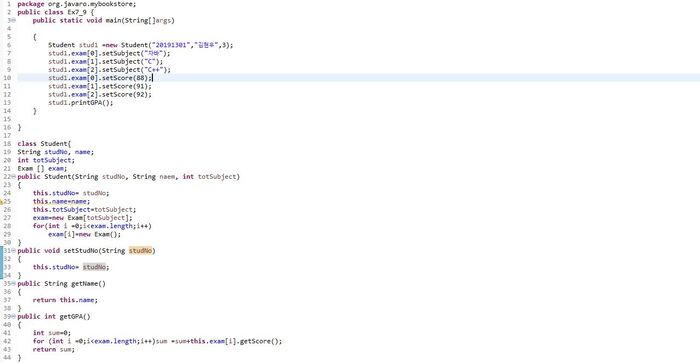 1 package org.javaro.mybookstore;
2 public class Ex7_9 {
3 public static void main(String[]args)
4
5 {
6 Student stud1 =new Student("20191301","김현우",3);
7 stud1.exam[0].setSubject("자바");
8 stud1.exam[1].setSubject("C");
9 stud1.exam[2].setSubject("C++");
10 stud1.exam[0].setScore(88);
11 stud1.exam[1].setScore(91);
12 stud1.exam[2].setScore(92);
13 stud1.printGPA();
14 }
15
16 }
17
18 class Student{
19 String studNo, name;
20 int totSubject;
21 Exam [] exam;
22 public Student(String studNo, String naem, int totSubject)
23 {
24 this.studNo= studNo;
25 this.name=name;
26 this.totSubject=totSubject;
27 exam=new Exam[totSubject];
28 for(int i =0;i<exam.length;i++)
29 exam[i]=new Exam();
30 }
31 public void setStudNo(String studNo)
32 {
33 this.studNo= studNo;
34 }
35 public String getName()
36 {
37 return this.name;
38 }
39 public int getGPA()
40 {
41 int sum=0;
42 for (int i =0;i<exam.length;i++)sum =sum+this.exam[i].getScore();
43 return sum;
44 }